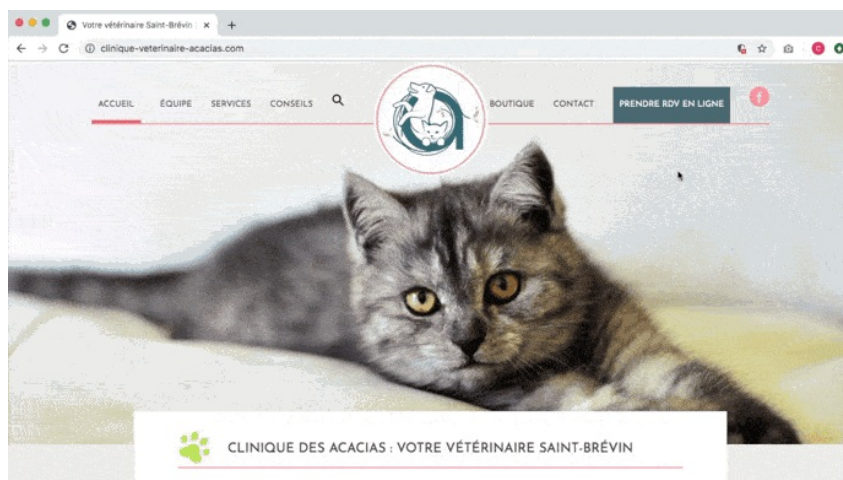 Votre vétérinaire Saint-Brévin :
clinique-veterinaire-acacias.com
ACCUEIL ÉQUIPE SERVICES CONSEILS BOUTIQUE CONTACT PRENDRE RDV EN LIGNE
CLINIQUE DES ACACIAS : VOTRE VÉTÉRINAIRE SAINT-BRÉVIN